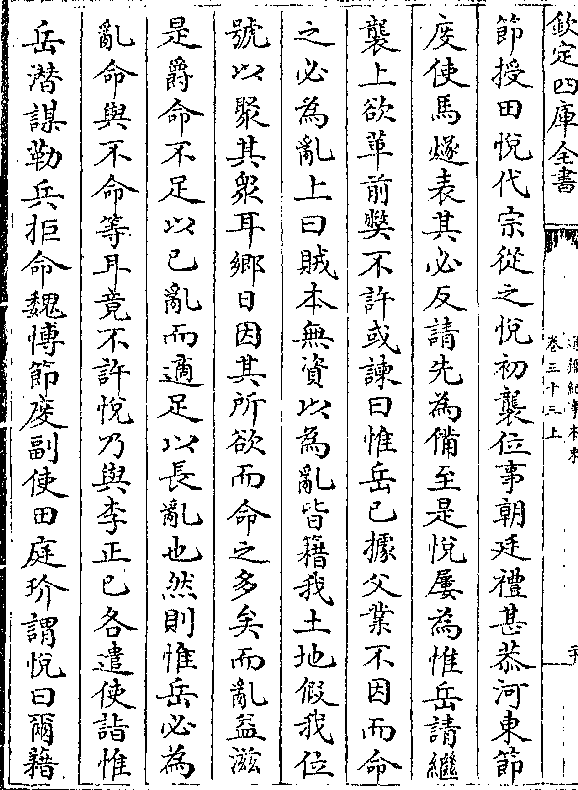 欽定四庫全書
通鑑紀事本末
卷三十三上
節授田悅代宗從之悅初襲位事朝廷禮甚恭河東節
度使馬燧表其必反請先為備至是悅屢為惟岳請繼
襲上欲革前弊不許或諫曰惟岳已據父業不因而命
之必為亂上曰賊本無資以為亂皆籍我土地假我位
號以聚其衆耳鄉日因其所欲而命之多矣而亂益滋
是爵命不足以已亂而適足以長亂也然則惟岳必為
亂命與不命等耳竟不許悅乃與李正已各遣使詣惟
岳潜謀勒兵拒命魏博節度副使田庭玠謂悅曰爾籍